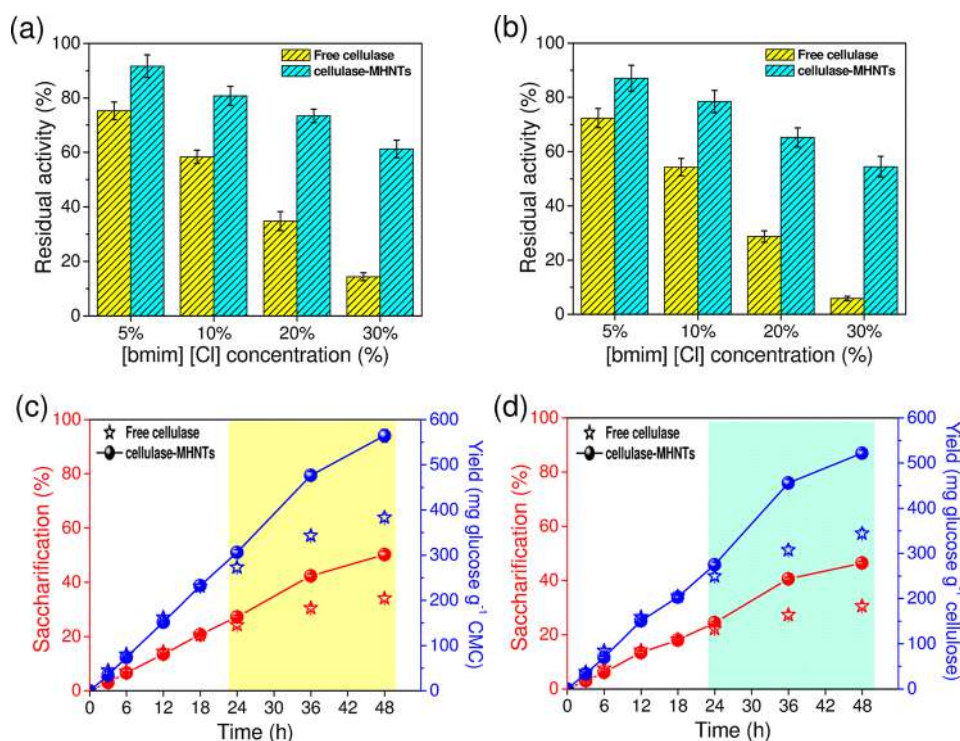 (a)
Free cellulase
cellulase-MHNTs
Residual activity (%)
100
80
60
40
20
0
5% 10% 20% 30%
[bmim] [Cl] concentration (%)
(b)
Free cellulase
cellulase-MHNTs
Residual activity (%)
100
80
60
40
20
0
5% 10% 20% 30%
[bmim] [Cl] concentration (%)
(c)
Free cellulase
cellulase-MHNTs
Saccharification (%)
100
80
60
40
20
0
0 6 12 18 24 30 36 42 48
Time (h)
600
500
400
300
200
100
0
Yield (mg glucose g⁻¹ CMC)
(d)
Free cellulase
cellulase-MHNTs
Saccharification (%)
100
80
60
40
20
0
0 6 12 18 24 30 36 42 48
Time (h)
600
500
400
300
200
100
0
Yield (mg glucose g⁻¹ cellulose)